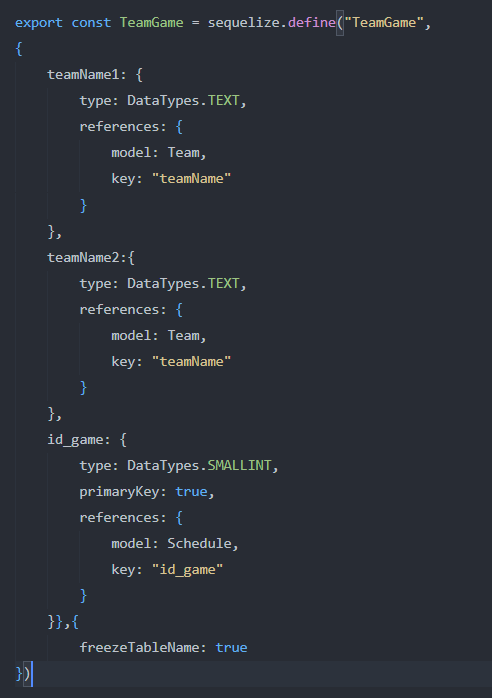 export const TeamGame = sequelize.define("TeamGame",
{
    teamName1: {
        type: DataTypes.TEXT,
        references: {
            model: Team,
            key: "teamName"
        }
    },
    teamName2:{
        type: DataTypes.TEXT,
        references: {
            model: Team,
            key: "teamName"
        }
    },
    id_game: {
        type: DataTypes.SMALLINT,
        primaryKey: true,
        references: {
            model: Schedule,
            key: "id_game"
        }
    }},{
        freezeTableName: true
})